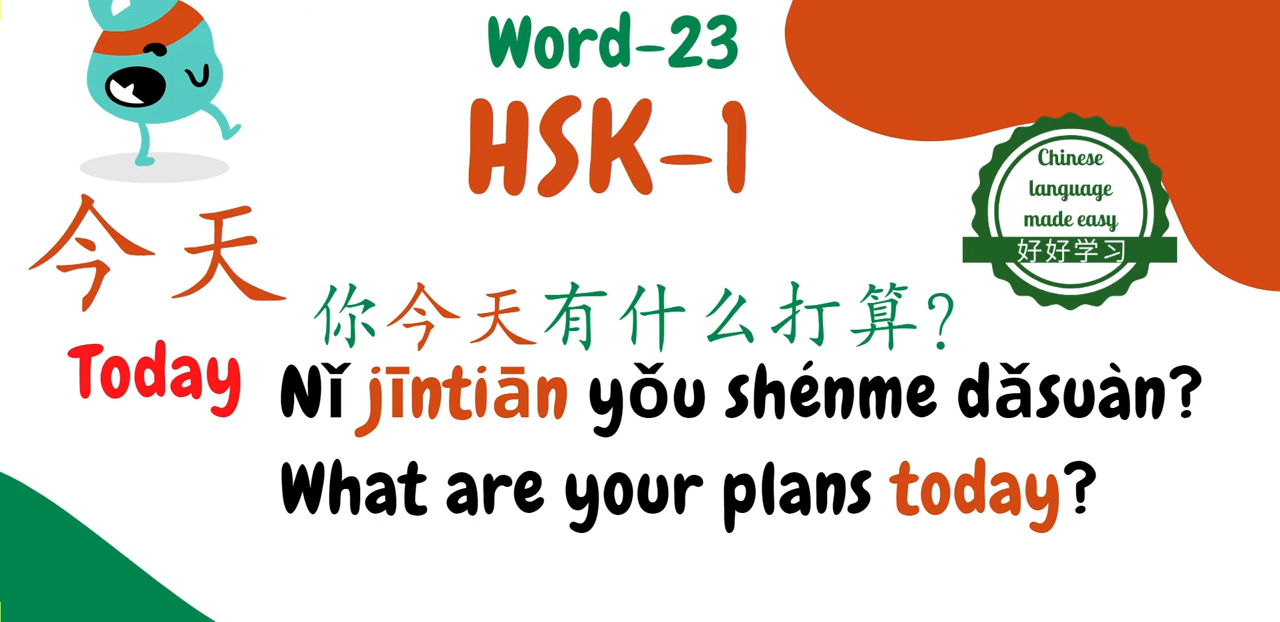 Word-23
HSK-1
Chinese
language
made easy
好好学习
今天
Today
你今天有什么打算?
Nǐ jīntiān yǒu shénme dǎsuàn?
What are your plans today?